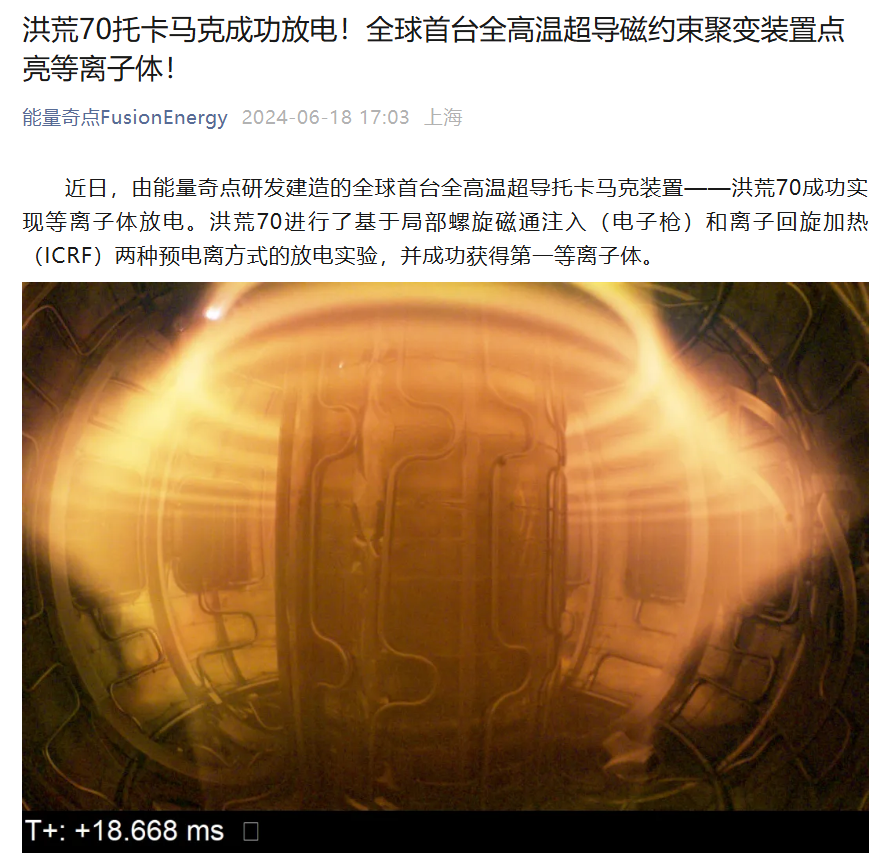 洪荒70托卡马克成功放电！全球首台全高温超导磁约束聚变装置点
亮等离子体！
能量奇点FusionEnergy 2024-06-18 17:03 上海
近日，由能量奇点研发建造的全球首台全高温超导托卡马克装置——洪荒70成功实
现等离子体放电。洪荒70进行了基于局部螺旋磁通注入（电子枪）和离子回旋加热
（ICRF）两种预电离方式的放电实验，并成功获得第一等离子体。
T+: +18.668 ms